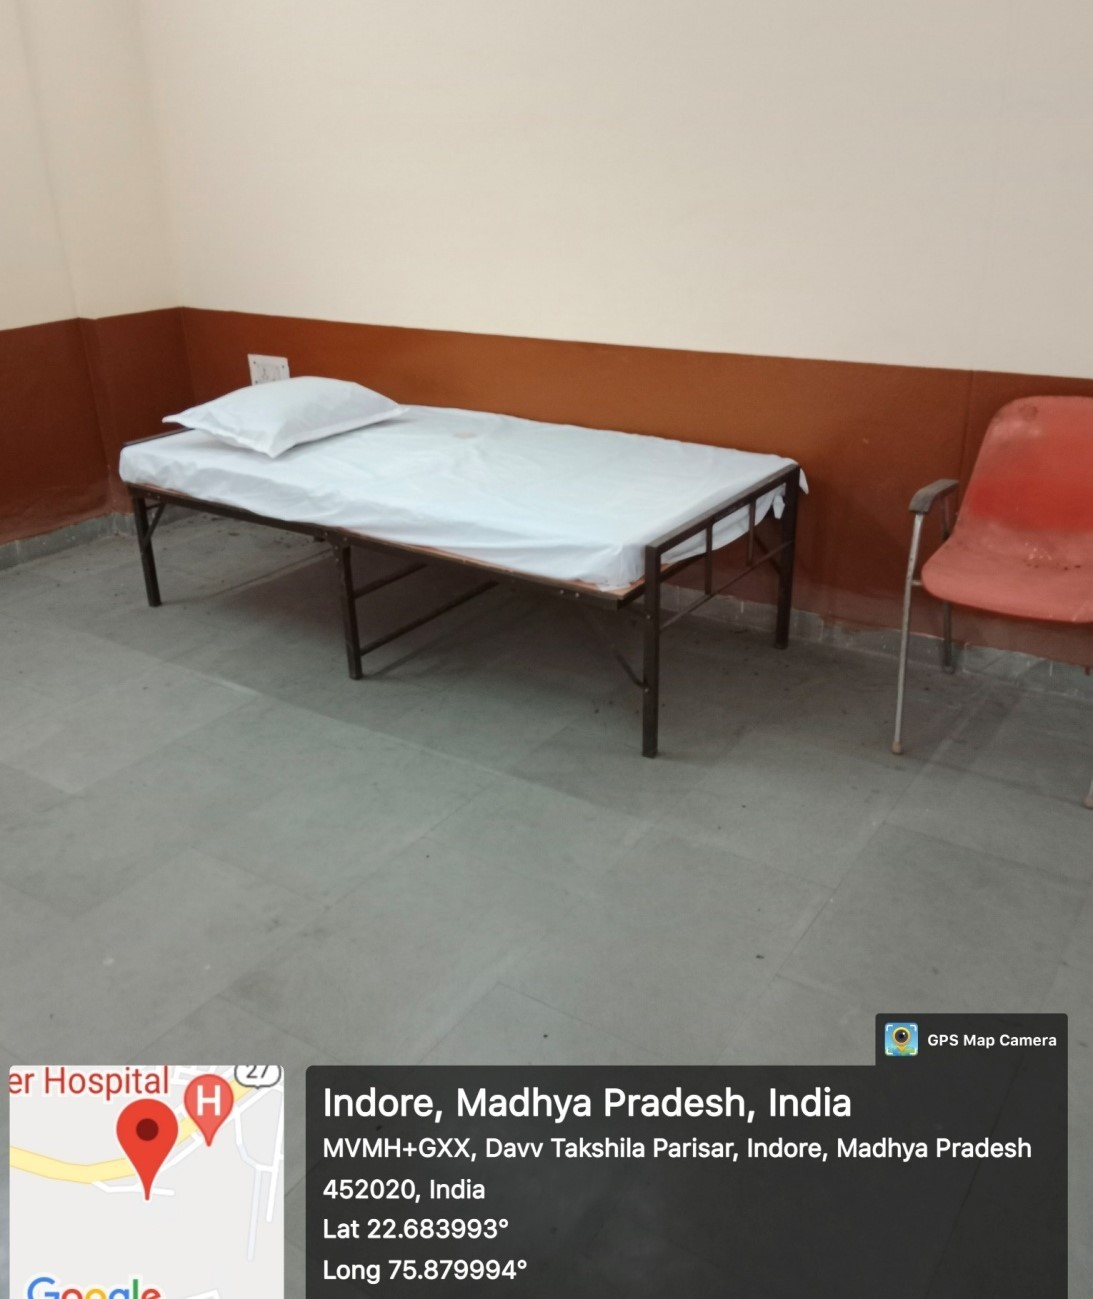 GPS Map Camera
er Hospital
27
H
Google
Indore, Madhya Pradesh, India
MVMH+GXX, Davv Takshila Parisar, Indore, Madhya Pradesh
452020, India
Lat 22.683993°
Long 75.879994°